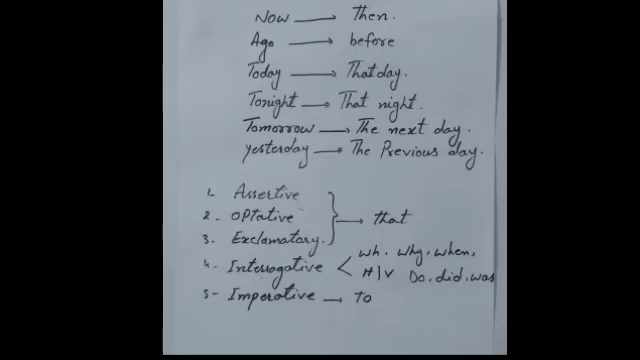 Now → Then.
Ago → before
Today → That day.
Tonight → That night.
Tomorrow → The next day.
yesterday → The Previous day.
1. Assertive
2. Optative → that
3. Exclamatory.
4. Interrogative < wh. why, when,
H/V Do, did, was
5- Imperative → to